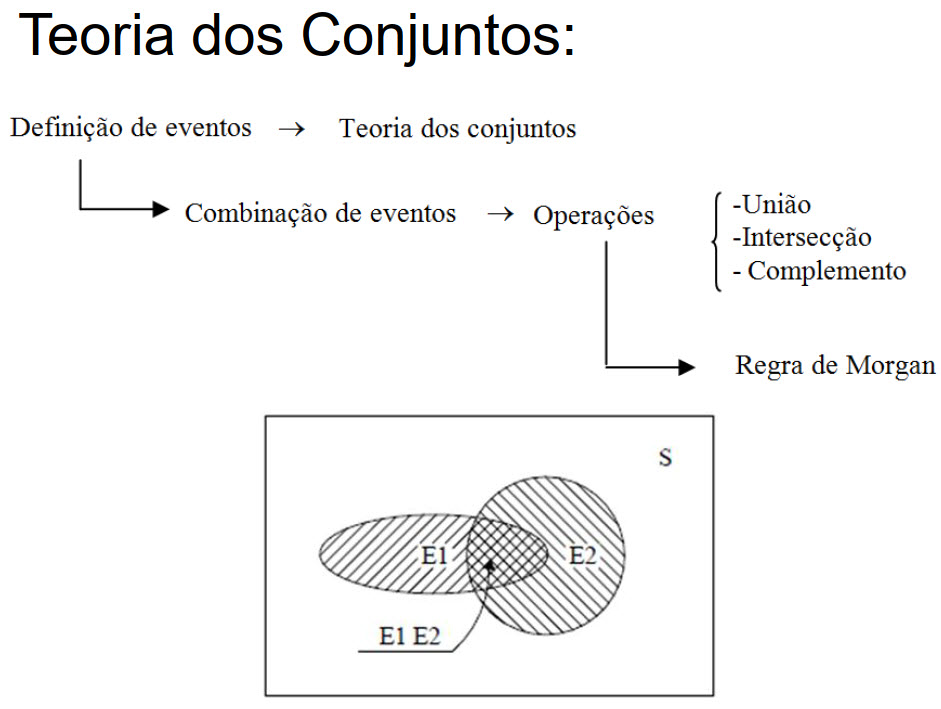 Teoria dos Conjuntos:
Definição de eventos → Teoria dos conjuntos
Combinação de eventos → Operações
-União
-Intersecção
- Complemento
Regra de Morgan
S
E1
E2
E1 E2